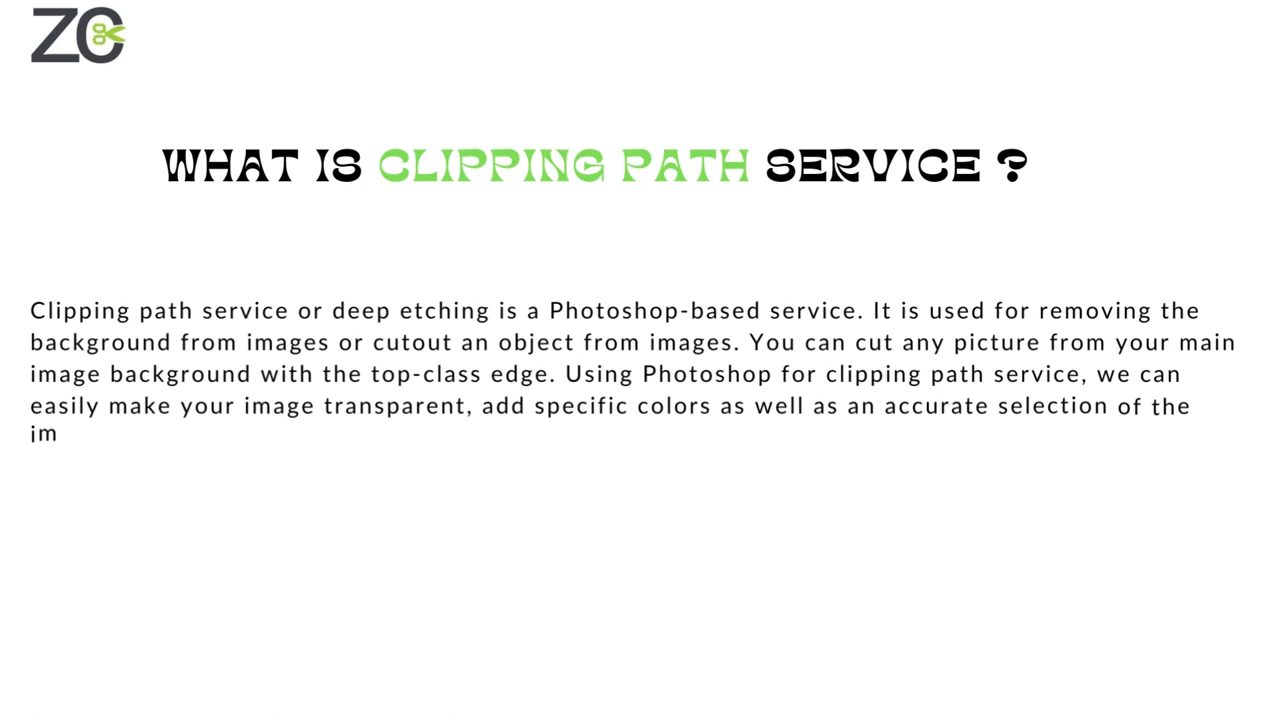 ZC
WHAT IS CLIPPING PATH SERVICE ?
Clipping path service or deep etching is a Photoshop-based service. It is used for removing the
background from images or cutout an object from images. You can cut any picture from your main
image background with the top-class edge. Using Photoshop for clipping path service, we can
easily make your image transparent, add specific colors as well as an accurate selection of the
im